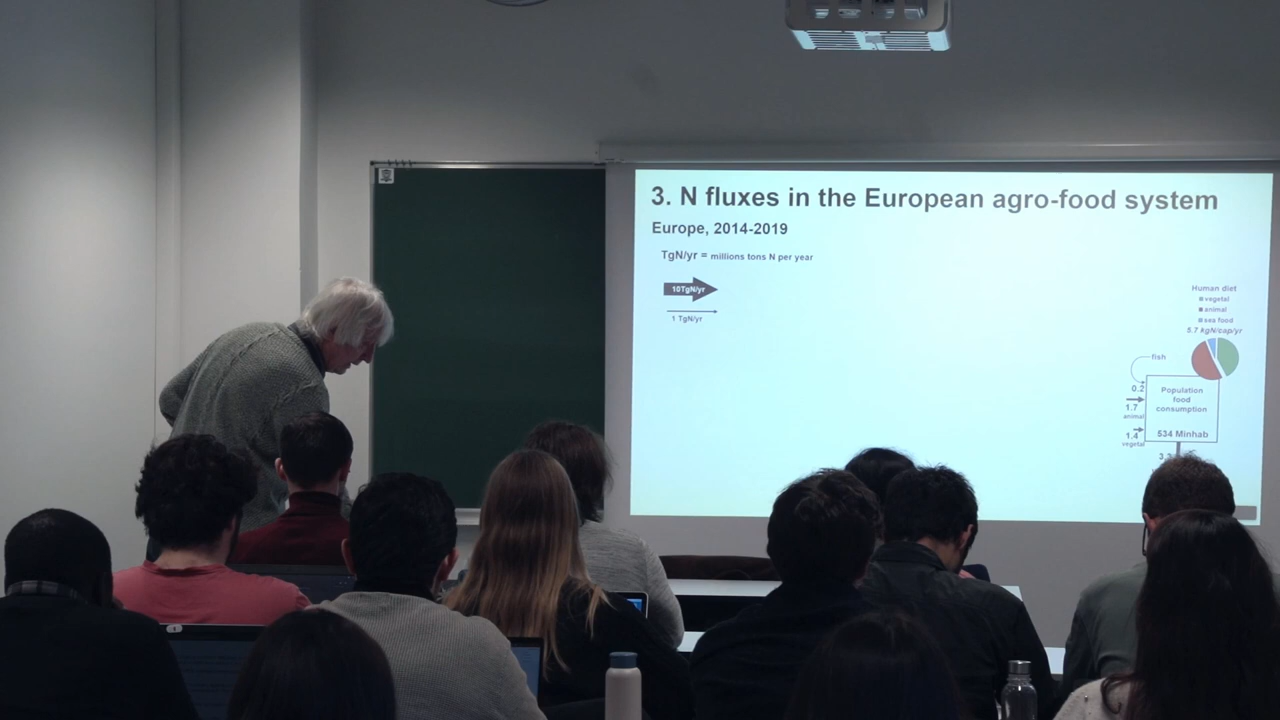 3. N fluxes in the European agro-food system
Europe, 2014-2019
TgN/yr = millions tons N per year
10TgN/yr
1 TgN/yr
Human diet
vegetal
animal
sea food
5.7 kgN/cap/yr
fish
0.2
1.7
animal
1.4
vegetal
Population
food
consumption
534 Minhab